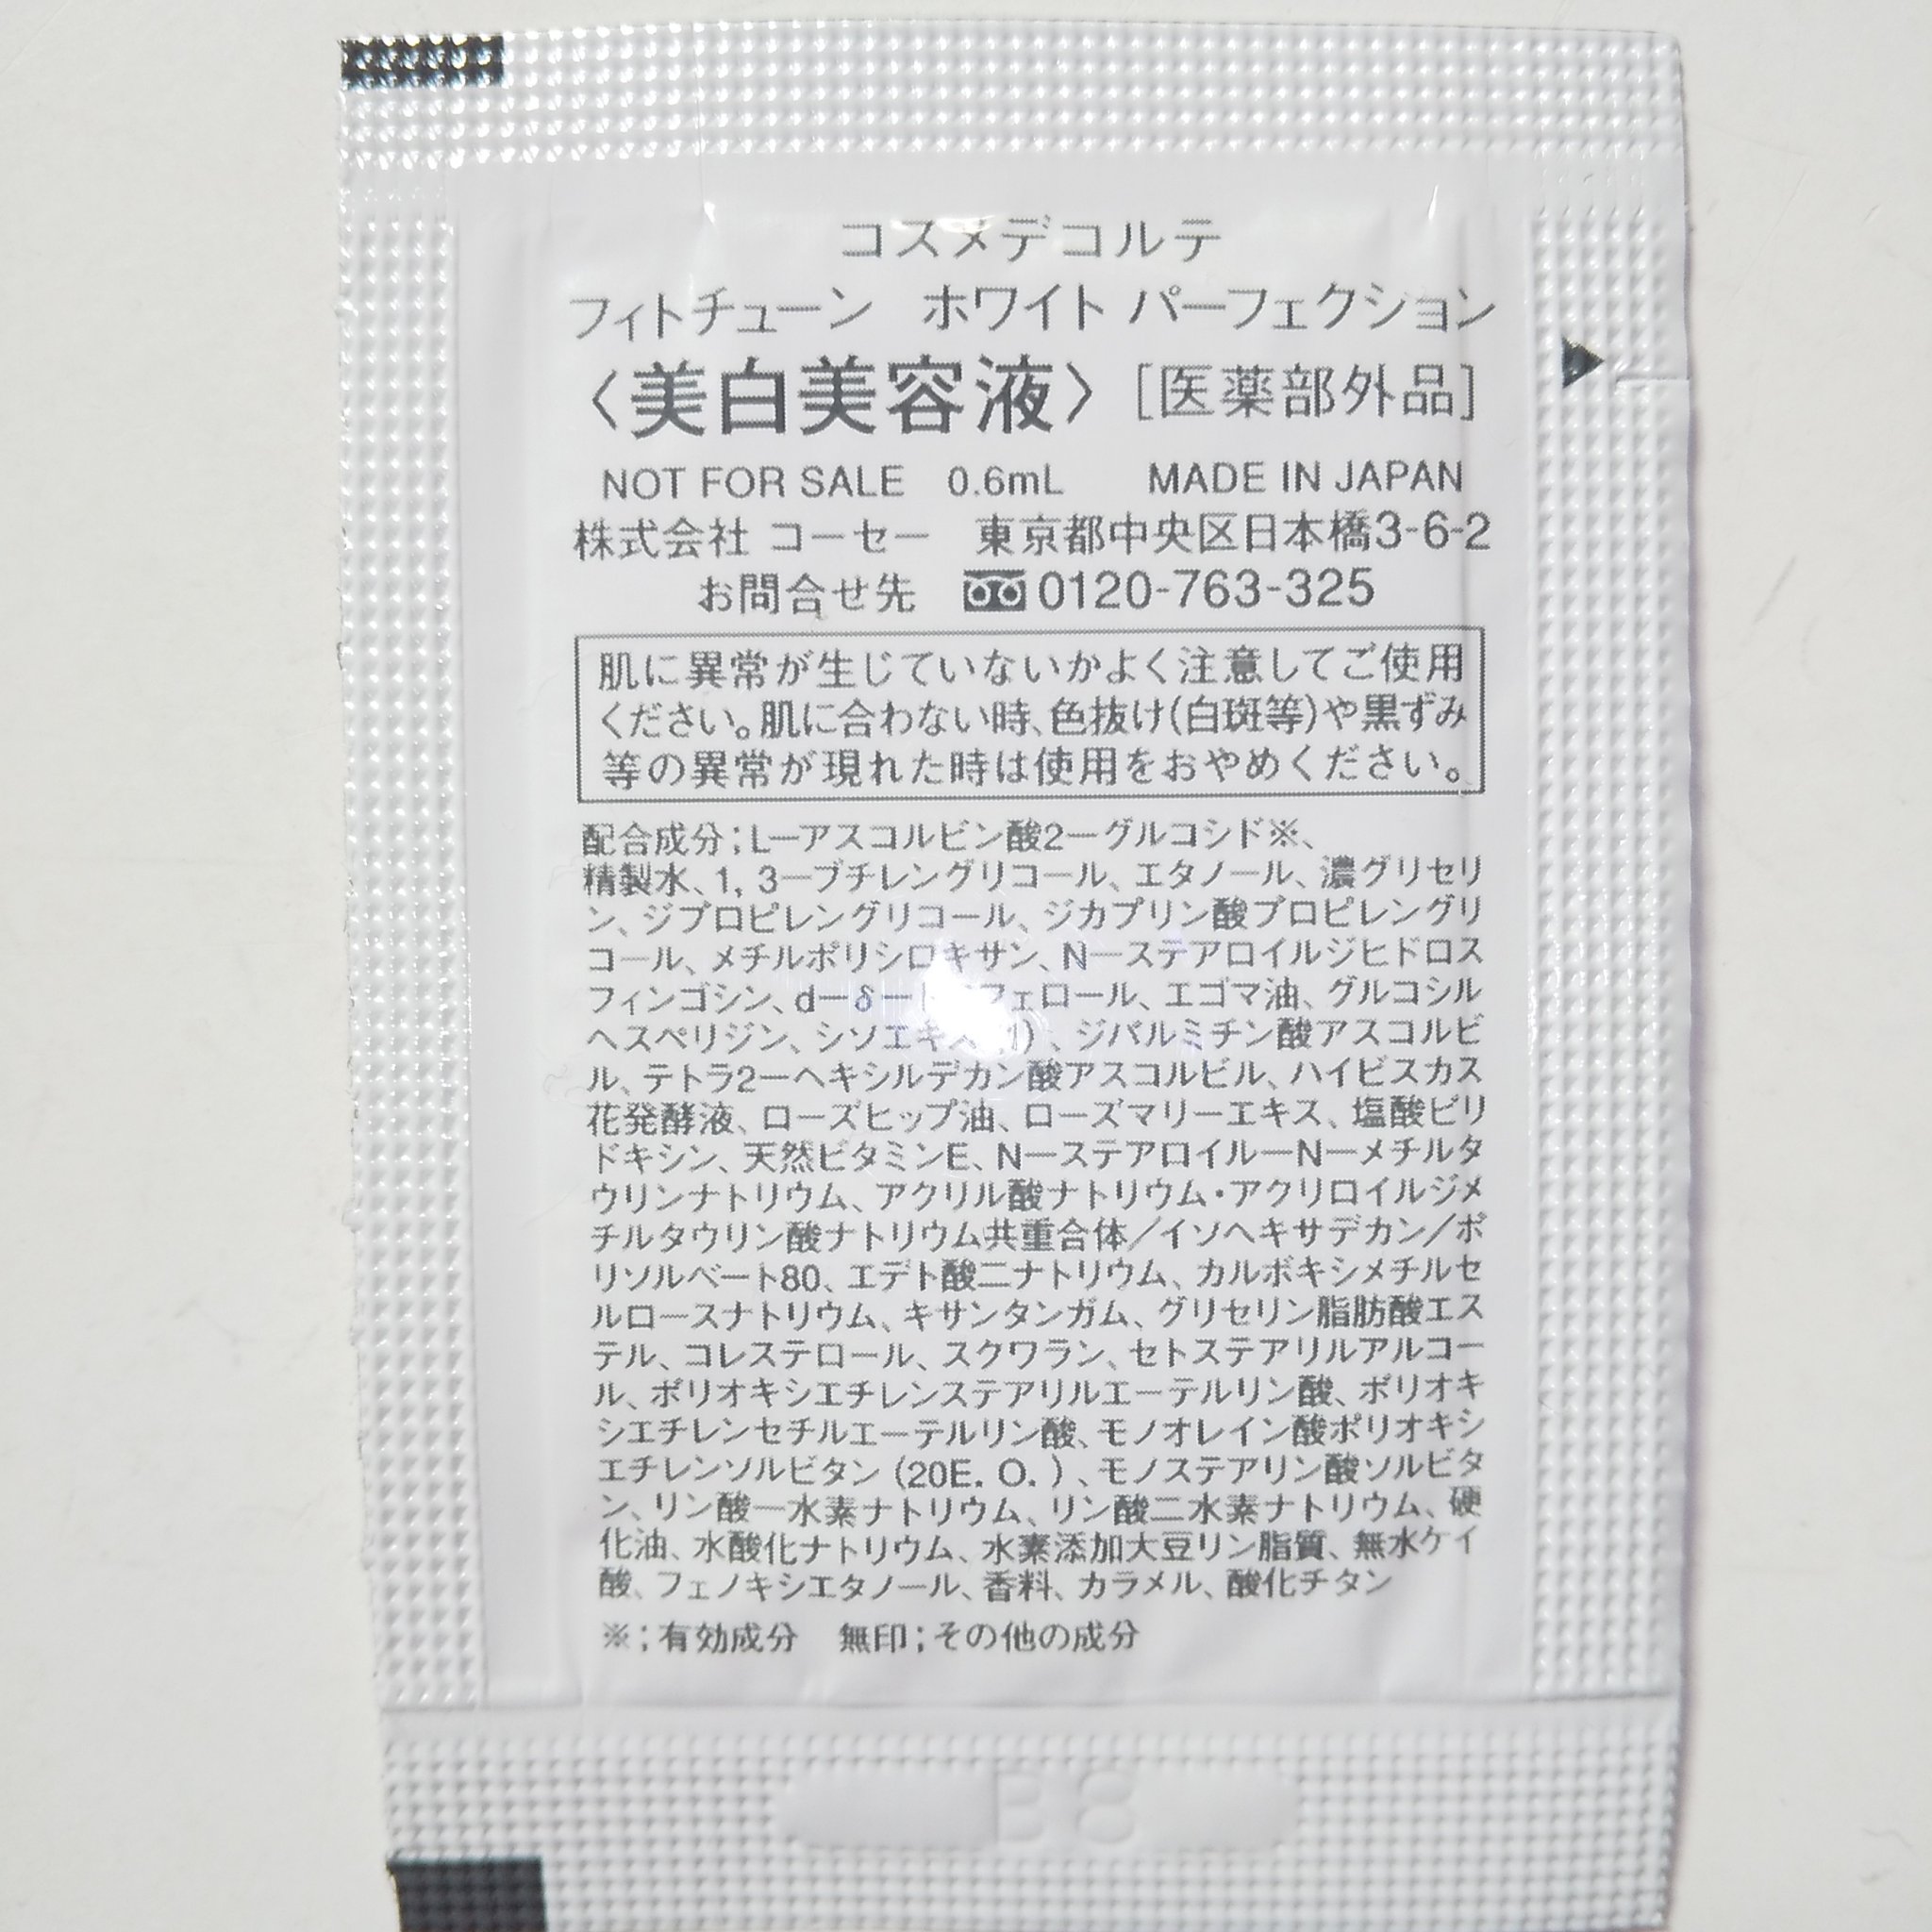 コスメデコルテ
フィトチューン ホワイト パーフェクション
〈美白美容液〉[医薬部外品]
NOT FOR SALE 0.6mL MADE IN JAPAN
株式会社 コーセー 東京都中央区日本橋3-6-2
お問合せ先 0120-763-325
肌に異常が生じていないかよく注意してご使用
ください。肌に合わない時、色抜け(白斑等)や黒ずみ
等の異常が現れた時は使用をおやめください。
配合成分;L−アスコルビン酸2−グルコシド※、
精製水、1, 3−ブチレングリコール、エタノール、濃グリセリ
ン、ジプロピレングリコール、ジカプリン酸プロピレングリ
コール、メチルポリシロキサン、N−ステアロイルジヒドロス
フィンゴシン、d−δ−トコフェロール、エゴマ油、グルコシル
ヘスペリジン、シソエキス(1)、ジパルミチン酸アスコルビ
ル、テトラ2−ヘキシルデカン酸アスコルビル、ハイビスカス
花発酵液、ローズヒップ油、ローズマリーエキス、塩酸ピリ
ドキシン、天然ビタミンE、N−ステアロイル−N−メチルタ
ウリンナトリウム、アクリル酸ナトリウム・アクリロイルジメ
チルタウリン酸ナトリウム共重合体/イソヘキサデカン/ポ
リソルベート80、エデト酸二ナトリウム、カルボキシメチルセ
ルロースナトリウム、キサンタンガム、グリセリン脂肪酸エス
テル、コレステロール、スクワラン、セトステアリルアルコー
ル、ポリオキシエチレンステアリルエーテルリン酸、ポリオキ
シエチレンセチルエーテルリン酸、モノオレイン酸ポリオキシ
エチレンソルビタン(20E. O. )、モノステアリン酸ソルビタ
ン、リン酸一水素ナトリウム、リン酸二水素ナトリウム、硬
化油、水酸化ナトリウム、水素添加大豆リン脂質、無水ケイ
酸、フェノキシエタノール、香料、カラメル、酸化チタン
※;有効成分 無印;その他の成分
E8